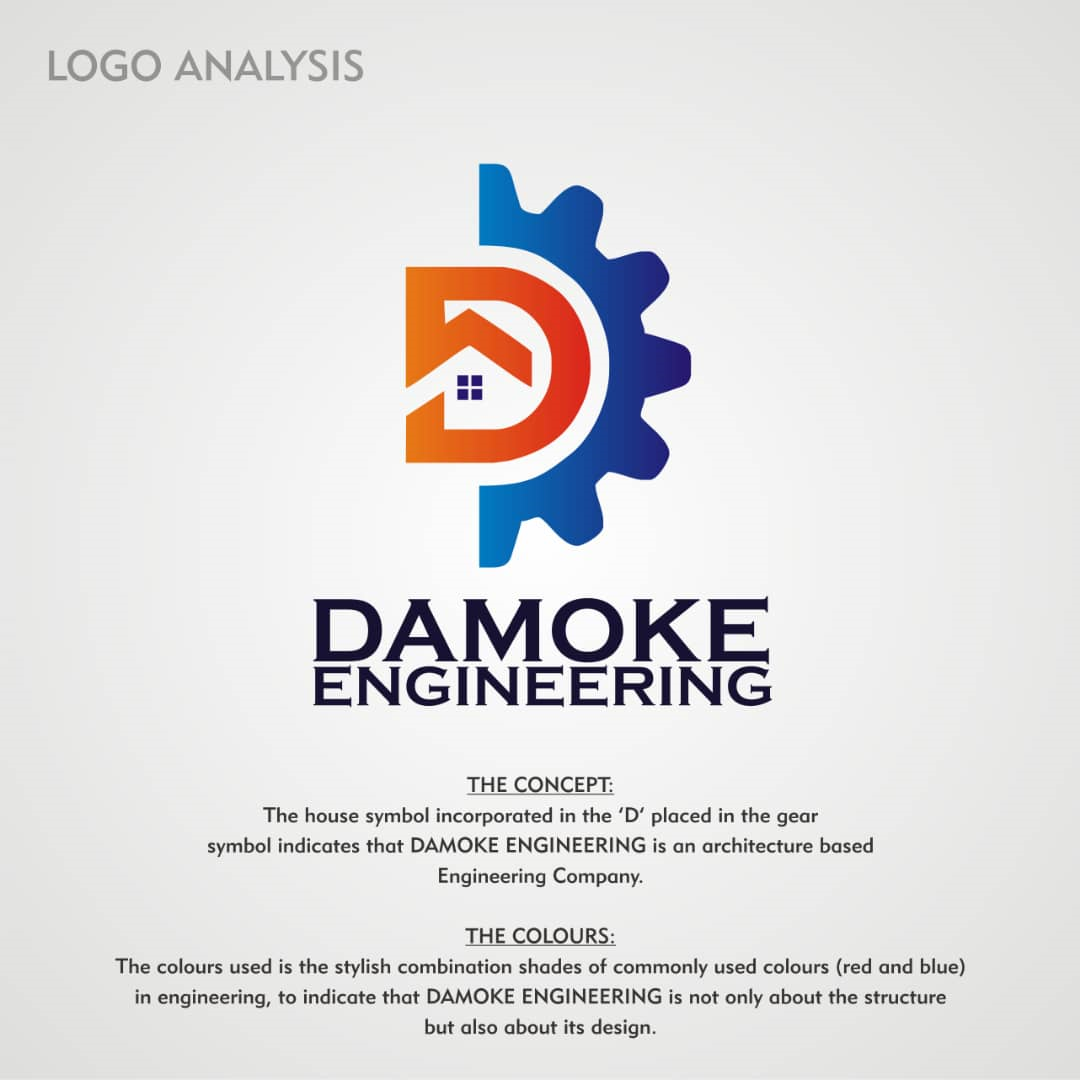 LOGO ANALYSIS
DAMOKE
ENGINEERING
THE CONCEPT:
The house symbol incorporated in the ‘D‘ placed in the gear
symbol indicates that DAMOKE ENGINEERING is an architecture based
Engineering Company.
THE COLOURS:
The colours used is the stylish combination shades of commonly used colours (red and blue)
in engineering, to indicate that DAMOKE ENGINEERING is not only about the structure
but also about its design.